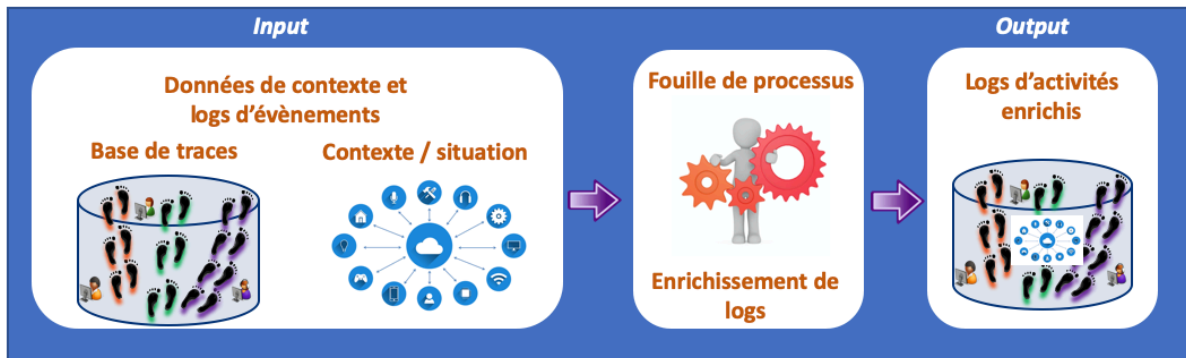 Input
Données de contexte et
logs d'évènements
Base de traces
Contexte / situation
Fouille de processus
Enrichissement de
logs
Output
Logs d'activités
enrichis